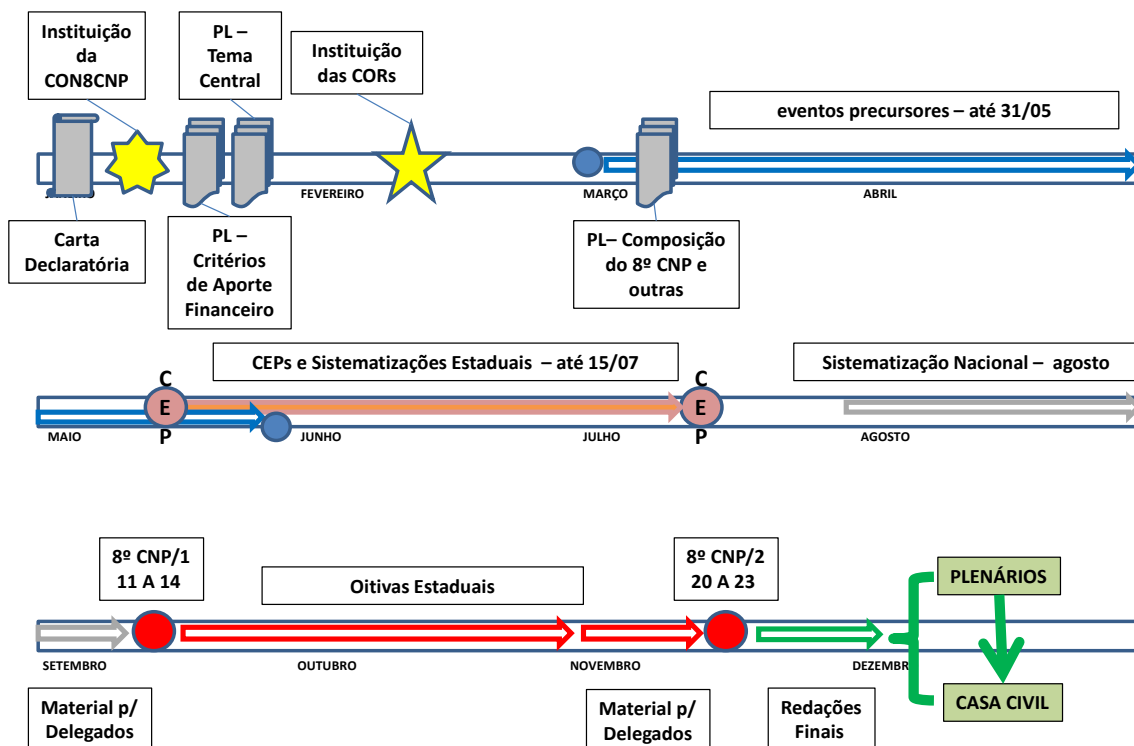 Instituição
da
CON8CNP
PL –
Tema
Central
Instituição
das CORs
eventos precursores – até 31/05
FEVEREIRO
MARÇO
ABRIL
Carta
Declaratória
PL –
Critérios
de Aporte
Financeiro
PL– Composição
do 8º CNP e
outras
CEPs e Sistematizações Estaduais – até 15/07
Sistematização Nacional – agosto
C
E
P
C
E
P
MAIO
JUNHO
JULHO
AGOSTO
8º CNP/1
11 A 14
Oitivas Estaduais
8º CNP/2
20 A 23
PLENÁRIOS
SETEMBRO
OUTUBRO
NOVEMBRO
DEZEMBR
CASA CIVIL
Material p/
Delegados
Material p/
Delegados
Redações
Finais